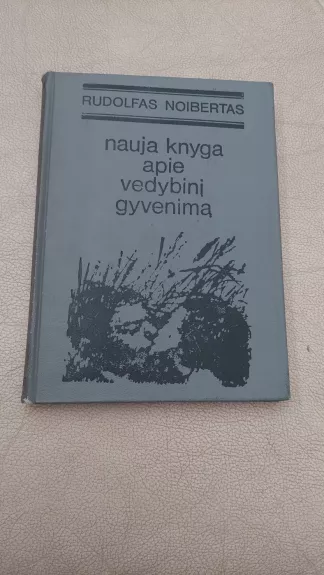 RUDOLFAS NOIBERTAS
nauja knyga
apie
vedybinį
gyvenimą